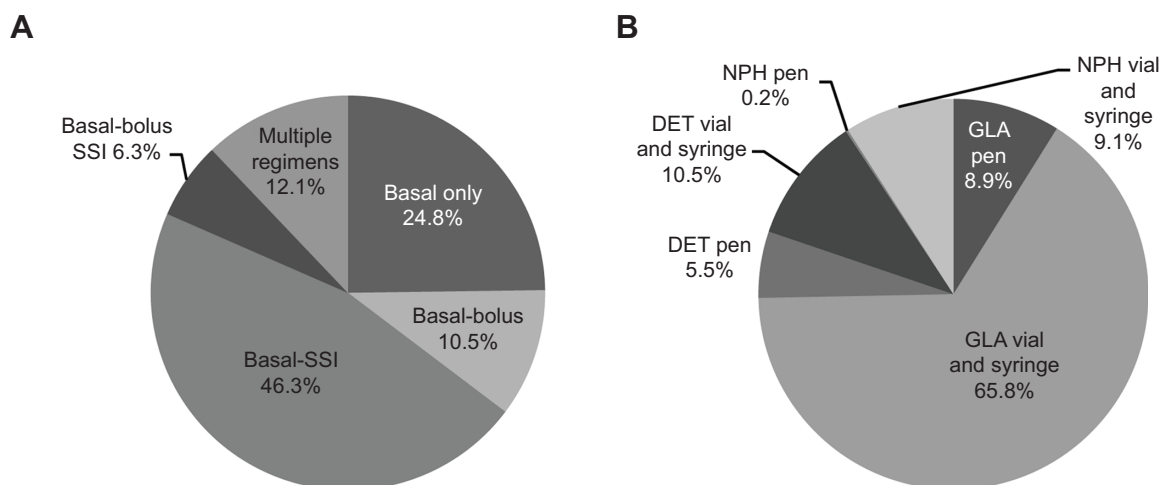 A
Basal-bolus
SSI 6.3%
Multiple
regimens
12.1%
Basal only
24.8%
Basal-bolus
10.5%
Basal-SSI
46.3%
B
NPH pen
0.2%
NPH vial
and
syringe
9.1%
DET vial
and syringe
10.5%
GLA
pen
8.9%
DET pen
5.5%
GLA vial
and syringe
65.8%